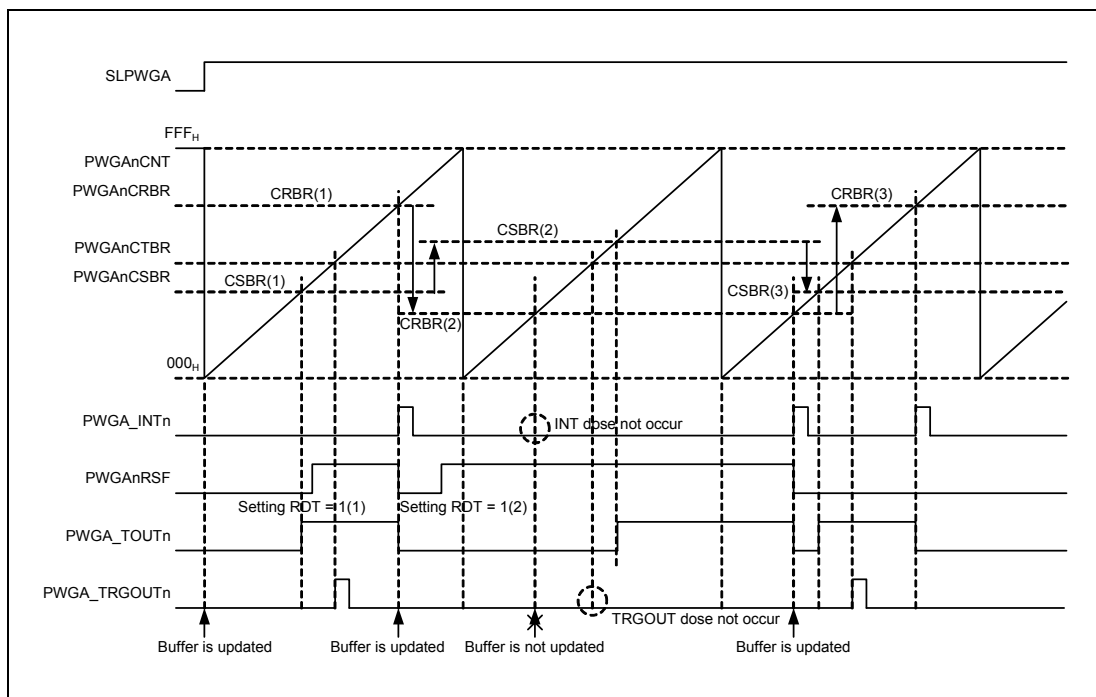 SLPWGA
FFFH
PWGAnCNT
PWGAnCRBR
CRBR(1)
CRBR(3)
CSBR(2)
PWGAnCTBR
PWGAnCSBR
CSBR(1)
CSBR(3)
CRBR(2)
000H
PWGA_INTn
INT dose not occur
PWGAnRSF
Setting RDT = 1(1)
Setting RDT = 1(2)
PWGA_TOUTn
PWGA_TRGOUTn
TRGOUT dose not occur
Buffer is updated
Buffer is updated
Buffer is not updated
Buffer is updated